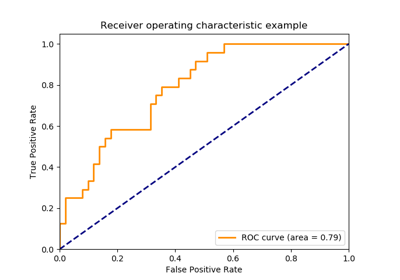 Receiver operating characteristic example
1.0
0.8
0.6
0.4
0.2
0.0
True Positive Rate
ROC curve (area = 0.79)
0.0 0.2 0.4 0.6 0.8 1.0
False Positive Rate